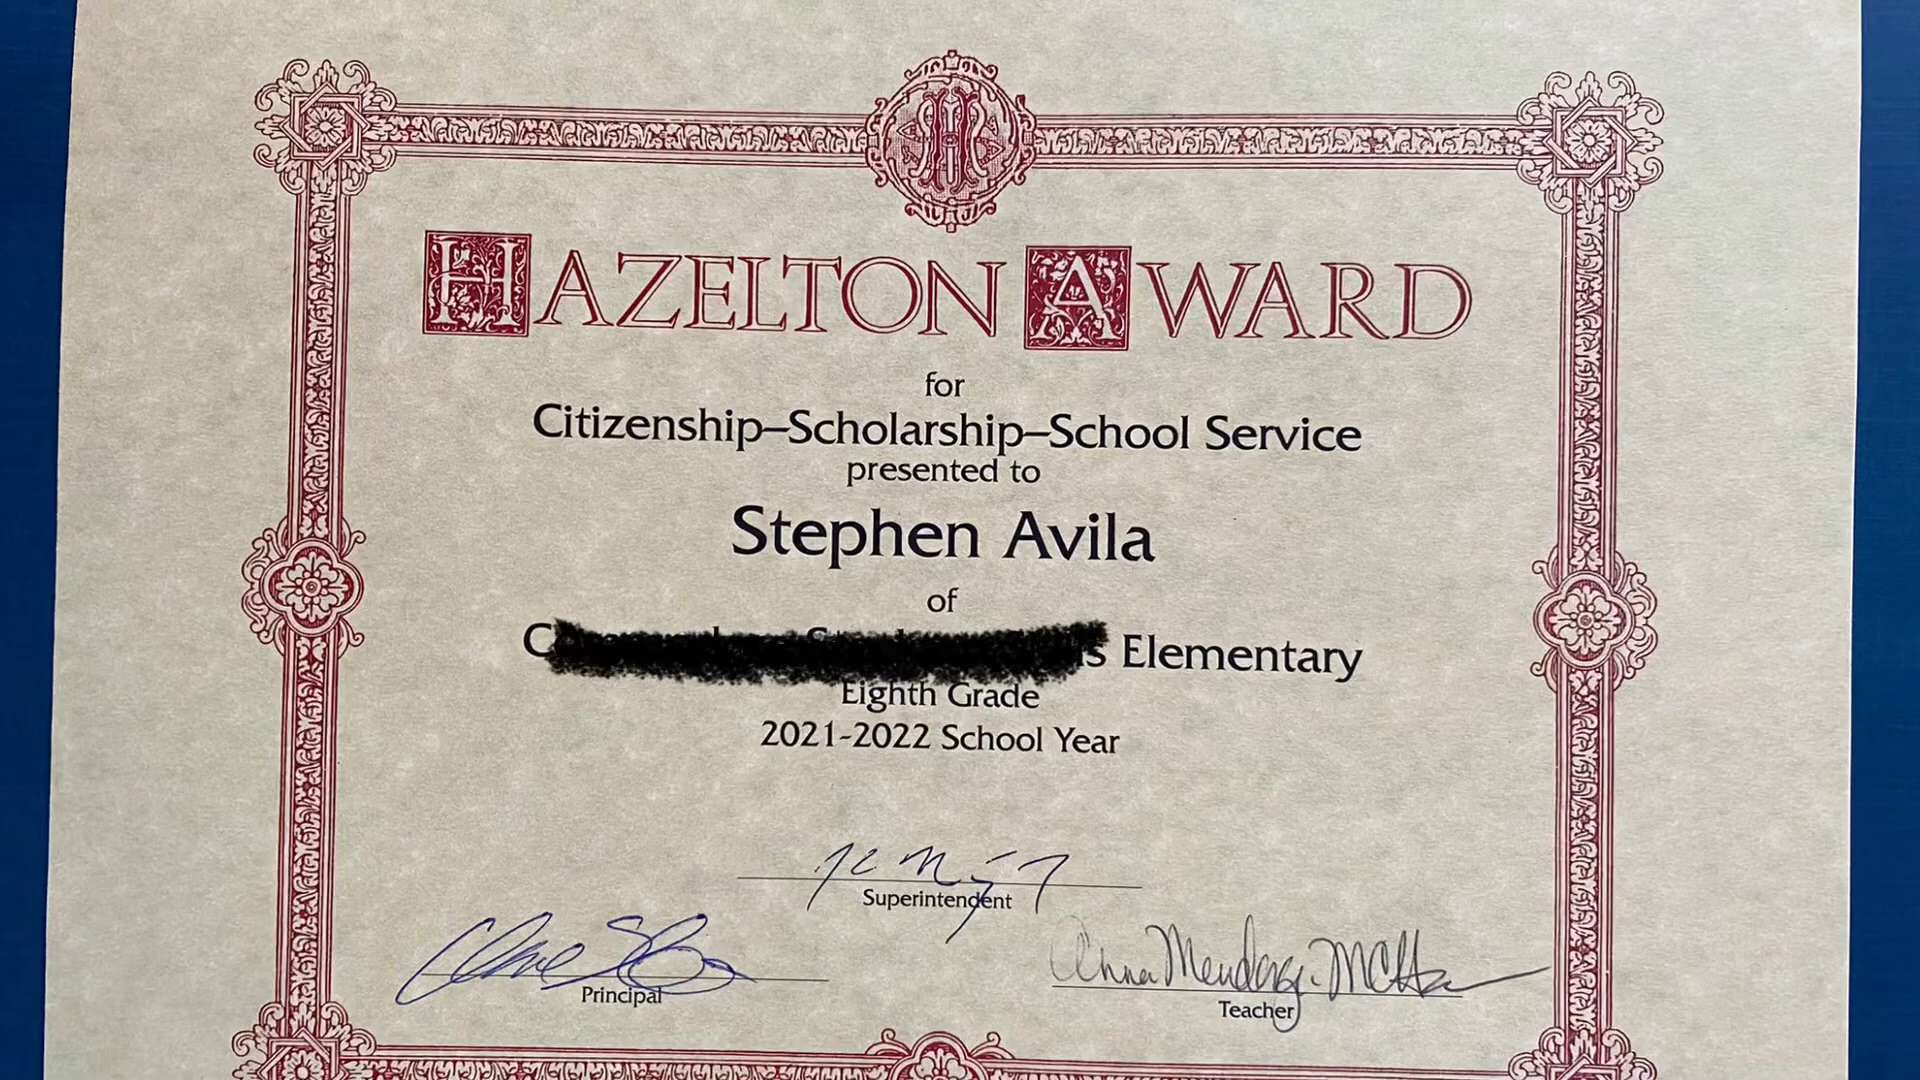 HAZELTON AWARD
for
Citizenship–Scholarship–School Service
presented to
Stephen Avila
of
Elementary
Eighth Grade
2021-2022 School Year
Superintendent
Principal
Anna
Teacher